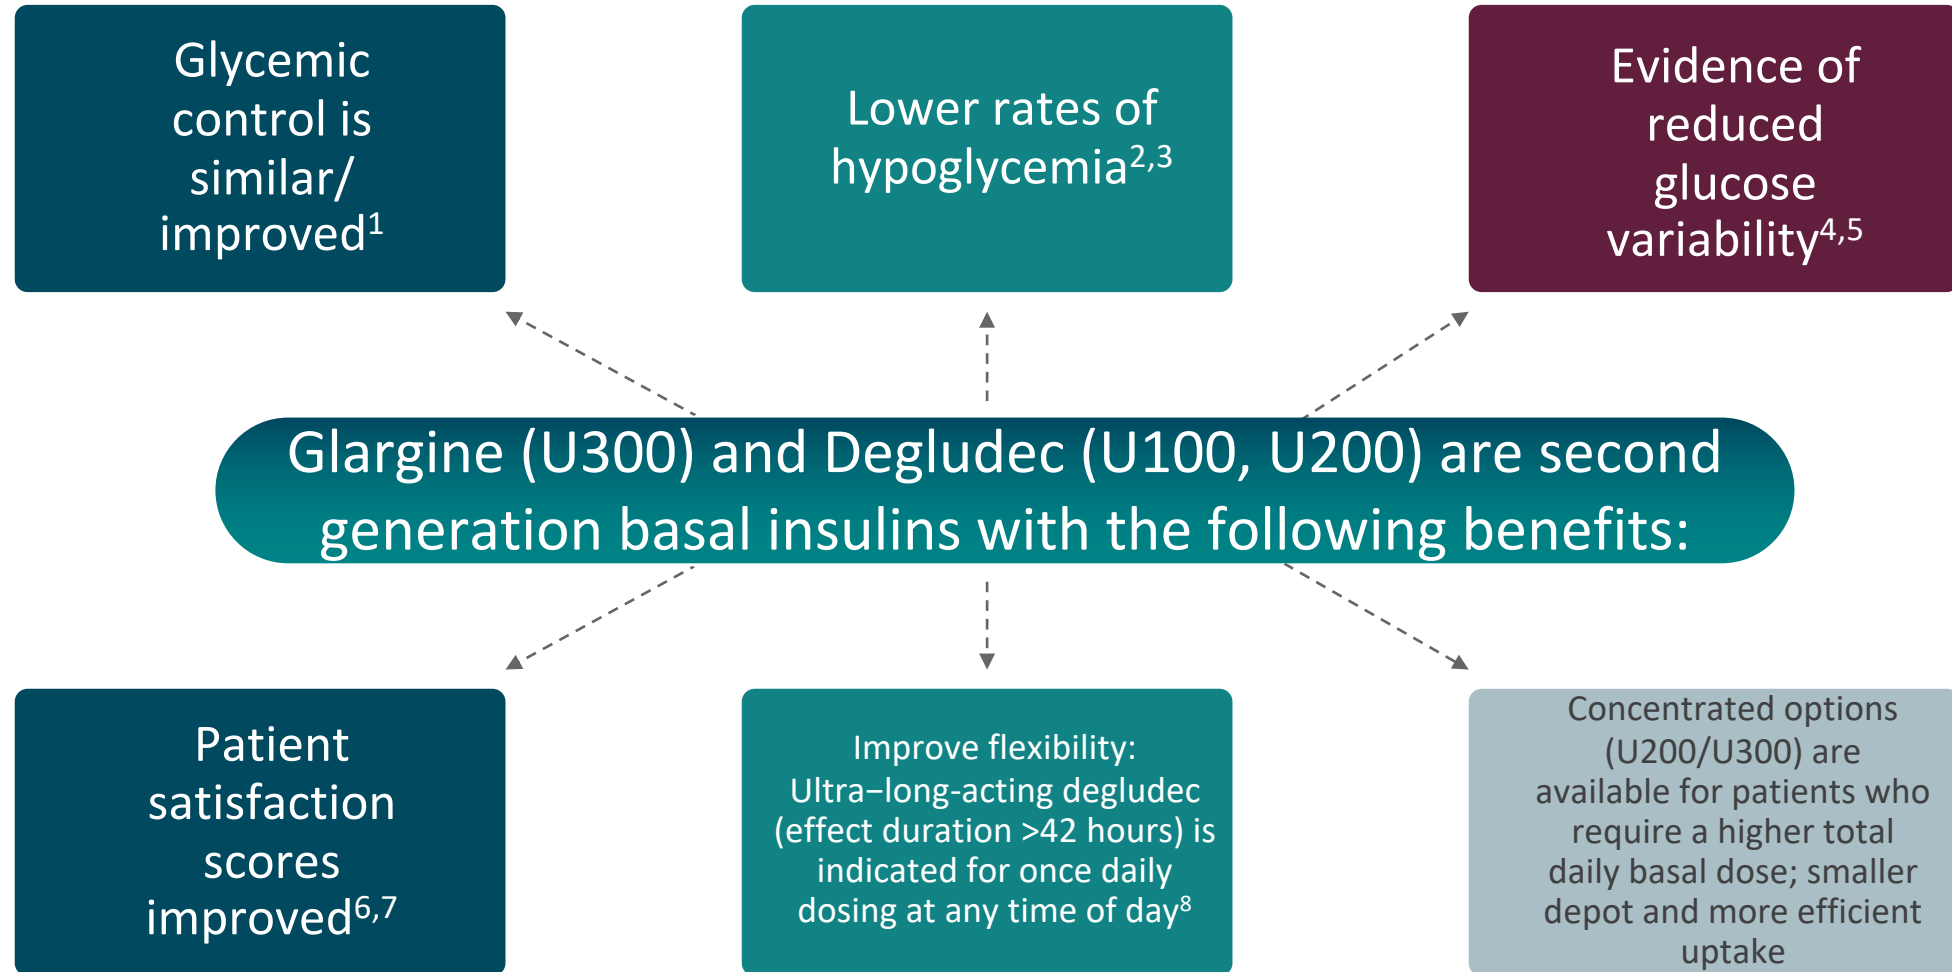 Glycemic
control is
similar/
improved¹
Lower rates of
hypoglycemia²,³
Evidence of
reduced
glucose
variability⁴,⁵
Glargine (U300) and Degludec (U100, U200) are second
generation basal insulins with the following benefits:
Patient
satisfaction
scores
improved⁶,⁷
Improve flexibility:
Ultra−long-acting degludec
(effect duration >42 hours) is
indicated for once daily
dosing at any time of day⁸
Concentrated options
(U200/U300) are
available for patients who
require a higher total
daily basal dose; smaller
depot and more efficient
uptake